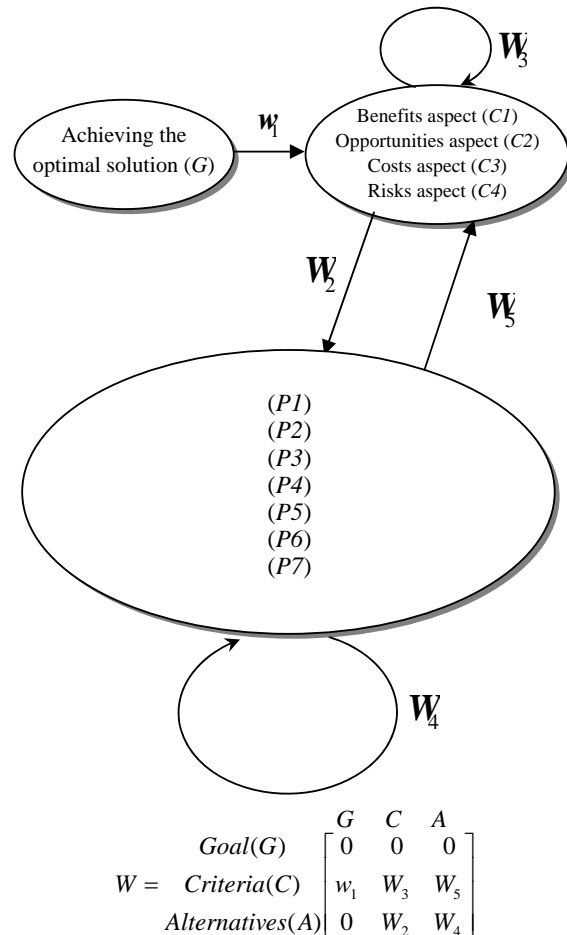 W3
Achieving the
optimal solution (G)
w1
Benefits aspect (C1)
Opportunities aspect (C2)
Costs aspect (C3)
Risks aspect (C4)
W2
W5
(P1)
(P2)
(P3)
(P4)
(P5)
(P6)
(P7)
W4
G C A
Goal(G) 0 0 0
W = Criteria(C) w1 W3 W5
Alternatives(A) 0 W2 W4